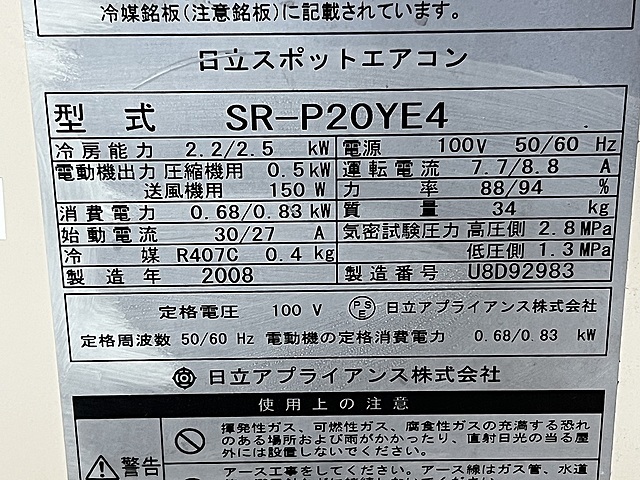 冷媒銘板(注意銘板)に記載されています。
日立スポットエアコン
型式 SR-P20YE4
冷房能力 2.2/2.5 kW 電源 100V 50/60 Hz
電動機出力 圧縮機用 0.5 kW 運転電流 7.7/8.8 A
送風機用 150 W 力率 88/94 %
消費電力 0.68/0.83 kW 質量 34 kg
始動電流 30/27 A 気密試験圧力 高圧側 2.8 MPa
冷媒 R407C 0.4 kg 低圧側 1.3 MPa
製造年 2008 製造番号 U8D92983
定格電圧 100 V PSE 日立アプライアンス株式会社
定格周波数 50/60 Hz 電動機の定格消費電力 0.68/0.83 kW
日立アプライアンス株式会社
使用上の注意
揮発性ガス、可燃性ガス、腐食性ガスの充満する恐れ
のある場所および雨がかかったり、直射日光の当る屋
外には設置しないでください。
警告
アース工事をしてください。アース線はガス管、水道